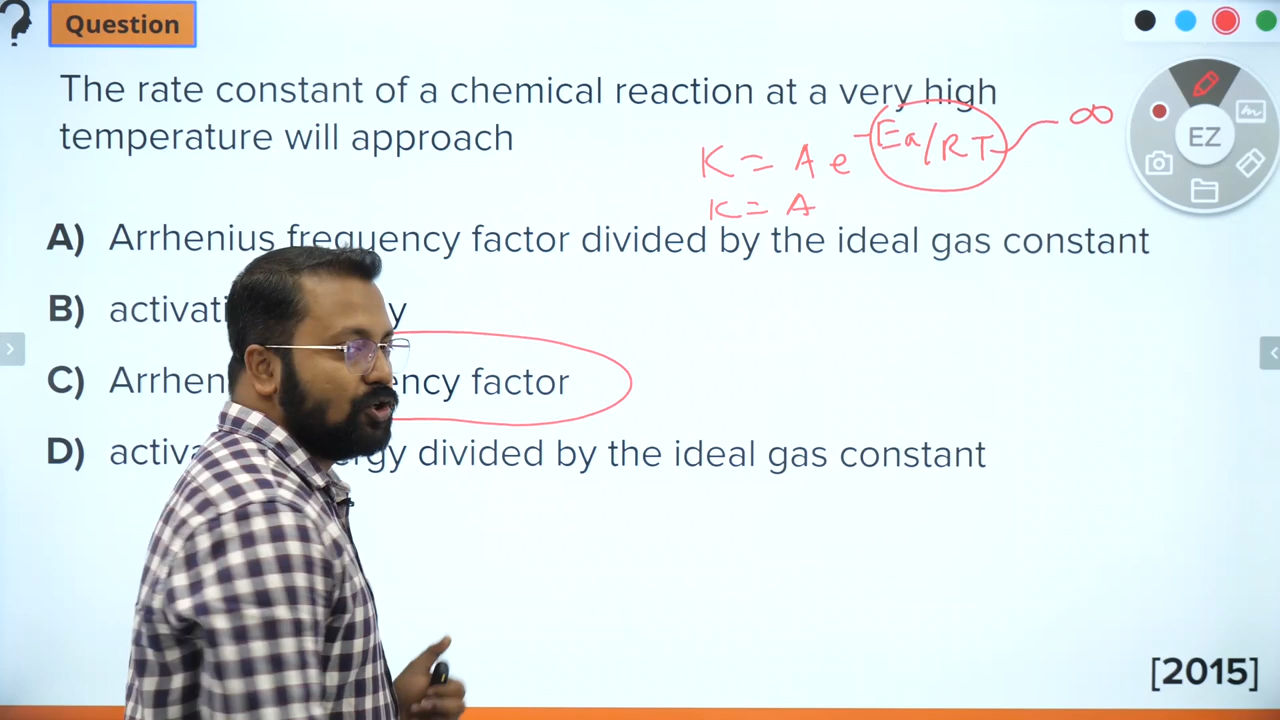 Question
The rate constant of a chemical reaction at a very high
temperature will approach
K = A e -Ea/RT ∞
K = A
A) Arrhenius frequency factor divided by the ideal gas constant
B) y
C) Arrhen ency factor
D) activa rgy divided by the ideal gas constant
EZ
[2015]